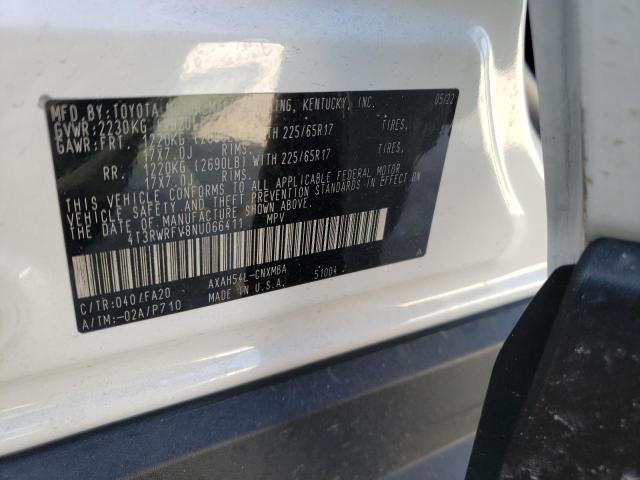 MFD. BY: TOYOTA ING, KENTUCKY, INC. 05/22
GVWR: 2230KG
GAWR: FRT. 1220KG WITH 225/65R17 TIRES,
17X7.0J RIMS,
RR. 1220KG (2690LB) WITH 225/65R17 TIRES,
17X7. RIMS,
THIS VEHICLE CONFORMS TO ALL APPLICABLE FEDERAL MOTOR
VEHICLE SAFETY AND THEFT PREVENTION STANDARDS IN
EFFECT ON THE DATE OF MANUFACTURE SHOWN ABOVE.
4T3RWRFV8NU066411 MPV
C/TR: 040/FA20 AXAH54L-CNXMBA 51004
A/TM: -02A/P710 MADE IN U.S.A.